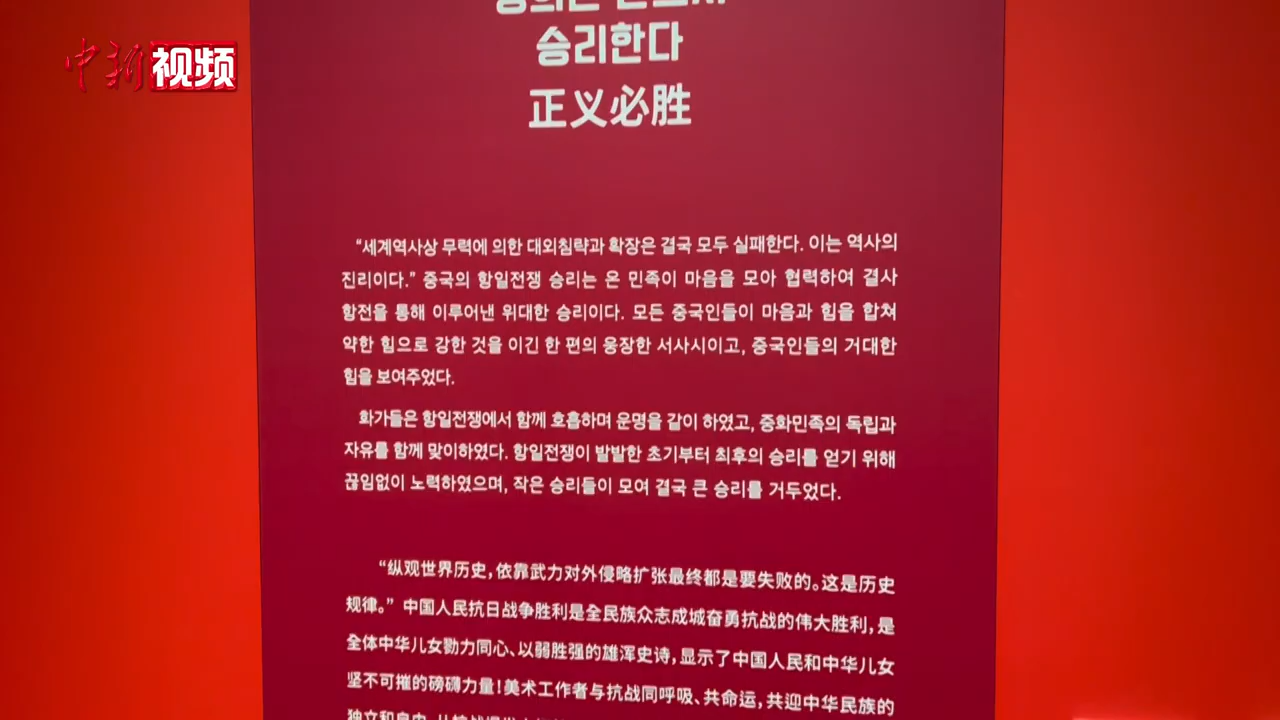 中新视频
승리한다
正义必胜
“세계역사상 무력에 의한 대외침략과 확장은 결국 모두 실패한다. 이는 역사의
진리이다.” 중국의 항일전쟁 승리는 온 민족이 마음을 모아 협력하여 결사
항전을 통해 이루어낸 위대한 승리이다. 모든 중국인들이 마음과 힘을 합쳐
약한 힘으로 강한 것을 이긴 한 편의 웅장한 서사시이고, 중국인들의 거대한
힘을 보여주었다.
화가들은 항일전쟁에서 함께 호흡하며 운명을 같이 하였고, 중화민족의 독립과
자유를 함께 맞이하였다. 항일전쟁이 발발한 초기부터 최후의 승리를 얻기 위해
끊임없이 노력하였으며, 작은 승리들이 모여 결국 큰 승리를 거두었다.
“纵观世界历史，依靠武力对外侵略扩张最终都是要失败的。这是历史
规律。”中国人民抗日战争胜利是全民族众志成城奋勇抗战的伟大胜利，是
全体中华儿女勠力同心、以弱胜强的雄浑史诗，显示了中国人民和中华儿女
坚不可摧的磅礴力量！美术工作者与抗战同呼吸、共命运，共迎中华民族的